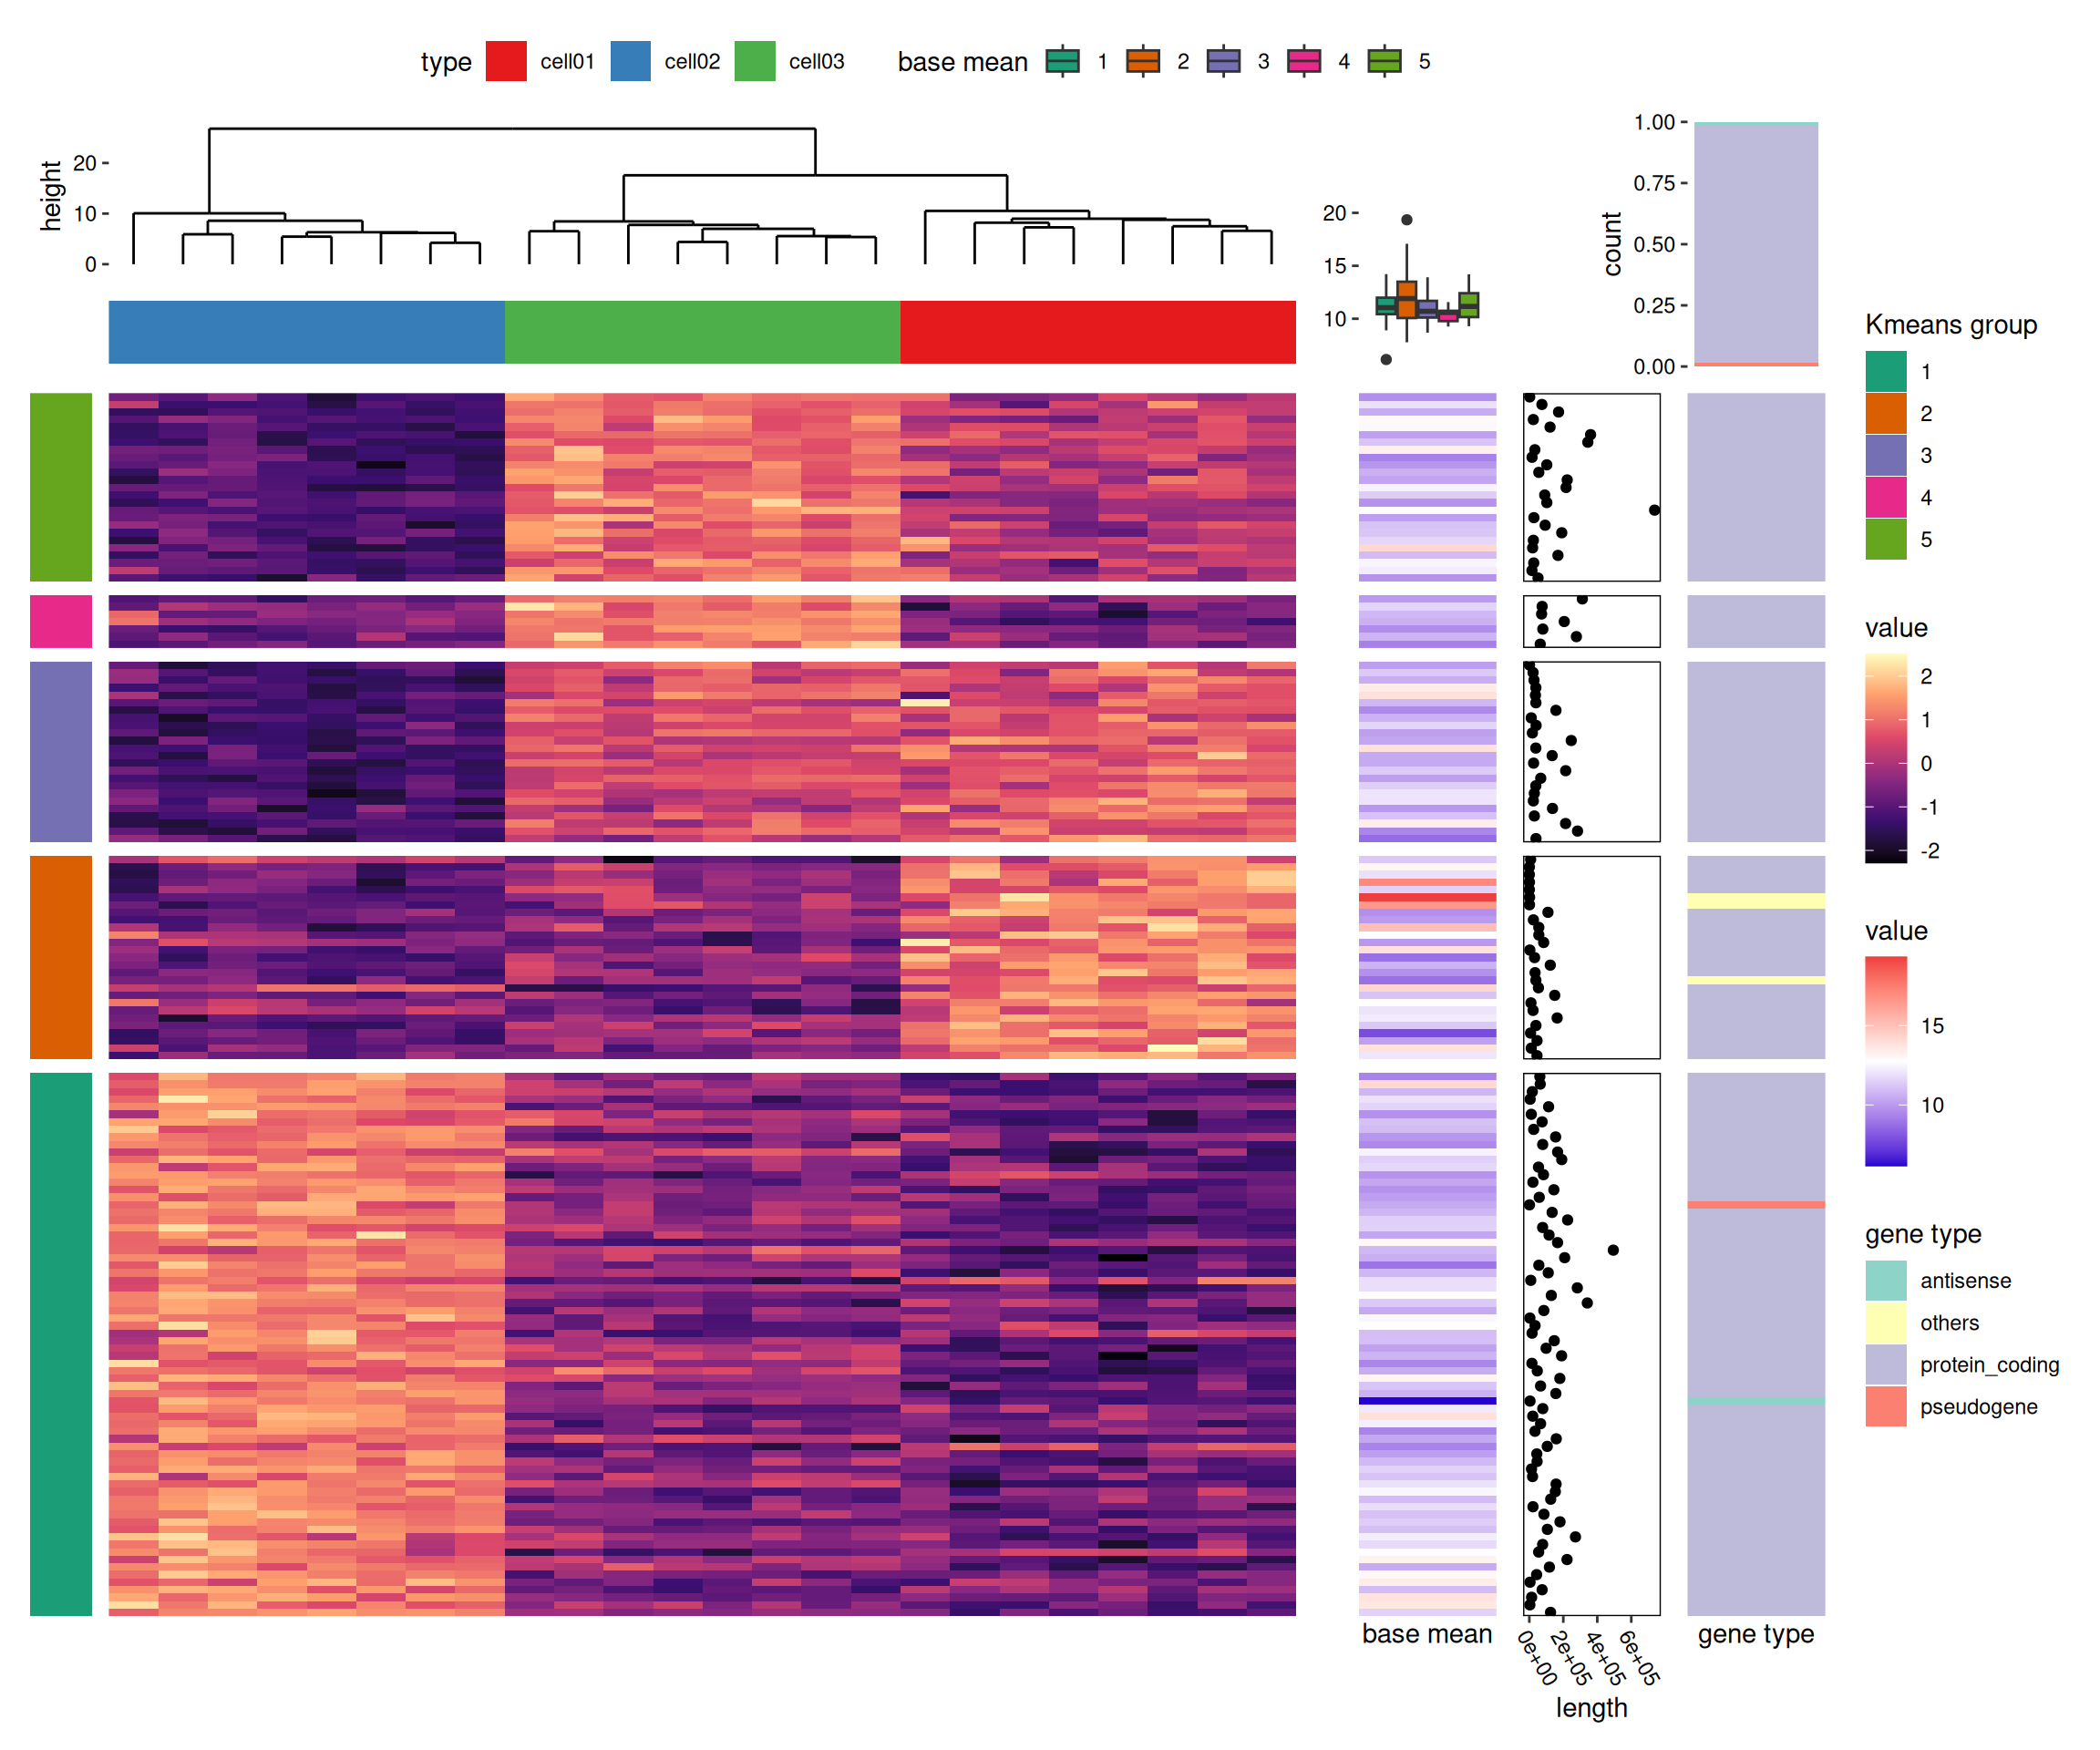 type cell01 cell02 cell03 base mean 1 2 3 4 5
height
20
10
0
20
15
10
count
1.00
0.75
0.50
0.25
0.00
Kmeans group
1
2
3
4
5
value
2
1
0
-1
-2
value
15
10
gene type
antisense
others
protein_coding
pseudogene
base mean
0e+00 2e+05 4e+05 6e+05
length
gene type